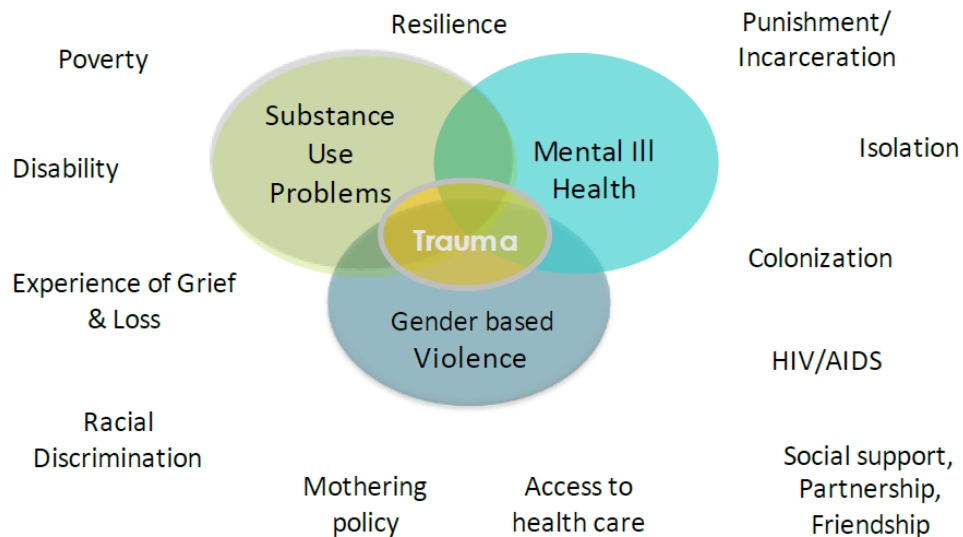 Resilience
Punishment/
Incarceration
Poverty
Substance
Use
Problems
Mental Ill
Health
Isolation
Disability
Trauma
Colonization
Experience of Grief
& Loss
Gender based
Violence
HIV/AIDS
Racial
Discrimination
Mothering
policy
Access to
health care
Social support,
Partnership,
Friendship